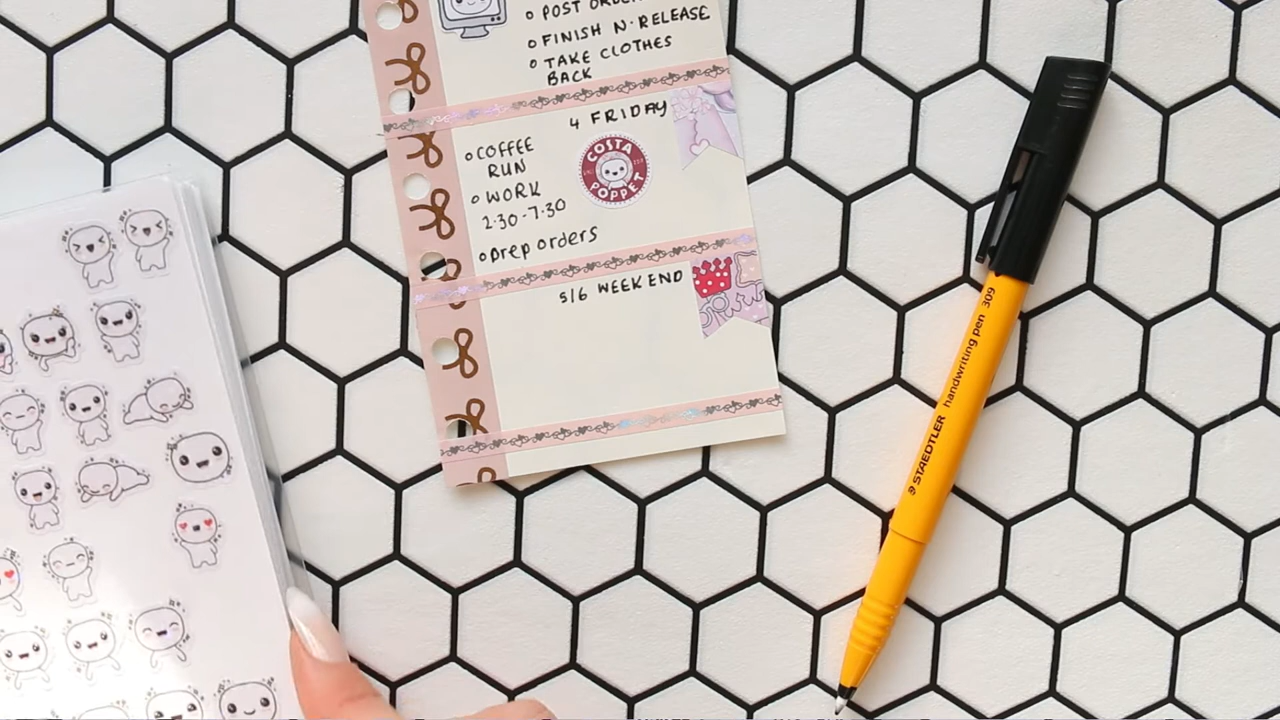 o POST
o FINISH N·RELEASE
o TAKE CLOTHES
BACK
4 FRIDAY
o COFFEE
RUN
o WORK
2·30-7·30
o prep orders
COSTA
POPPET
5/6 WEEKEND
STAEDTLER handwriting pen 309